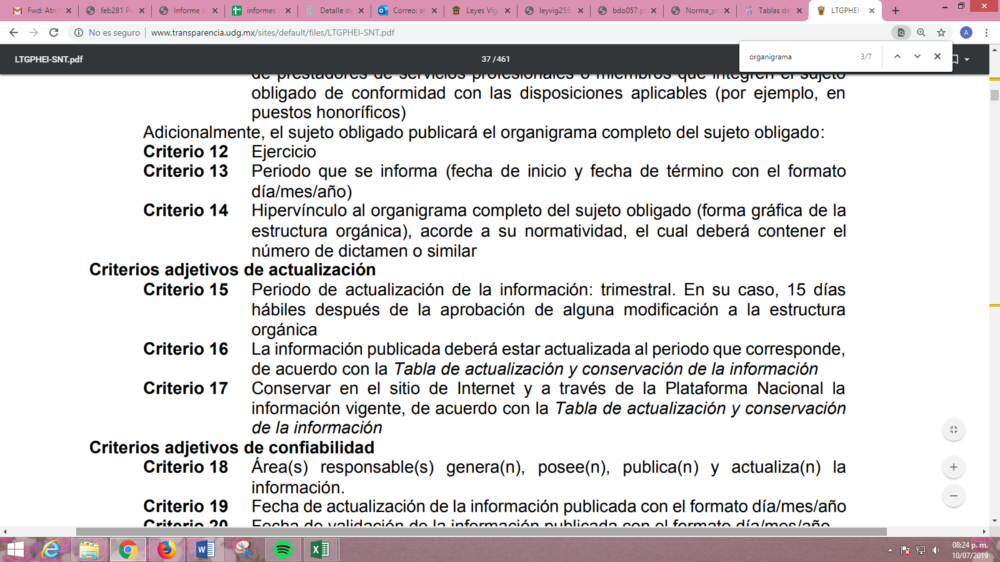 Fwd: Atn
feb281 Pr
Informe J
informes
Detalle de
Correo: al
Leyes Vig
leyvig255.
bdo057.p
Norma_pa
Tablas de
LTGPHEI-
No es seguro
www.transparencia.udg.mx/sites/default/files/LTGPHEI-SNT.pdf
A
LTGPHEI-SNT.pdf
37 / 461
organigrama
3/7
de prestadores de servicios profesionales o miembros que integren el sujeto
obligado de conformidad con las disposiciones aplicables (por ejemplo, en
puestos honoríficos)
Adicionalmente, el sujeto obligado publicará el organigrama completo del sujeto obligado:
Criterio 12 Ejercicio
Criterio 13 Periodo que se informa (fecha de inicio y fecha de término con el formato
día/mes/año)
Criterio 14 Hipervínculo al organigrama completo del sujeto obligado (forma gráfica de la
estructura orgánica), acorde a su normatividad, el cual deberá contener el
número de dictamen o similar
Criterios adjetivos de actualización
Criterio 15 Periodo de actualización de la información: trimestral. En su caso, 15 días
hábiles después de la aprobación de alguna modificación a la estructura
orgánica
Criterio 16 La información publicada deberá estar actualizada al periodo que corresponde,
de acuerdo con la Tabla de actualización y conservación de la información
Criterio 17 Conservar en el sitio de Internet y a través de la Plataforma Nacional la
información vigente, de acuerdo con la Tabla de actualización y conservación
de la información
Criterios adjetivos de confiabilidad
Criterio 18 Área(s) responsable(s) genera(n), posee(n), publica(n) y actualiza(n) la
información.
Criterio 19 Fecha de actualización de la información publicada con el formato día/mes/año
Criterio 20 Fecha de validación de la información publicada con el formato día/mes/año
08:24 p. m.
10/07/2019